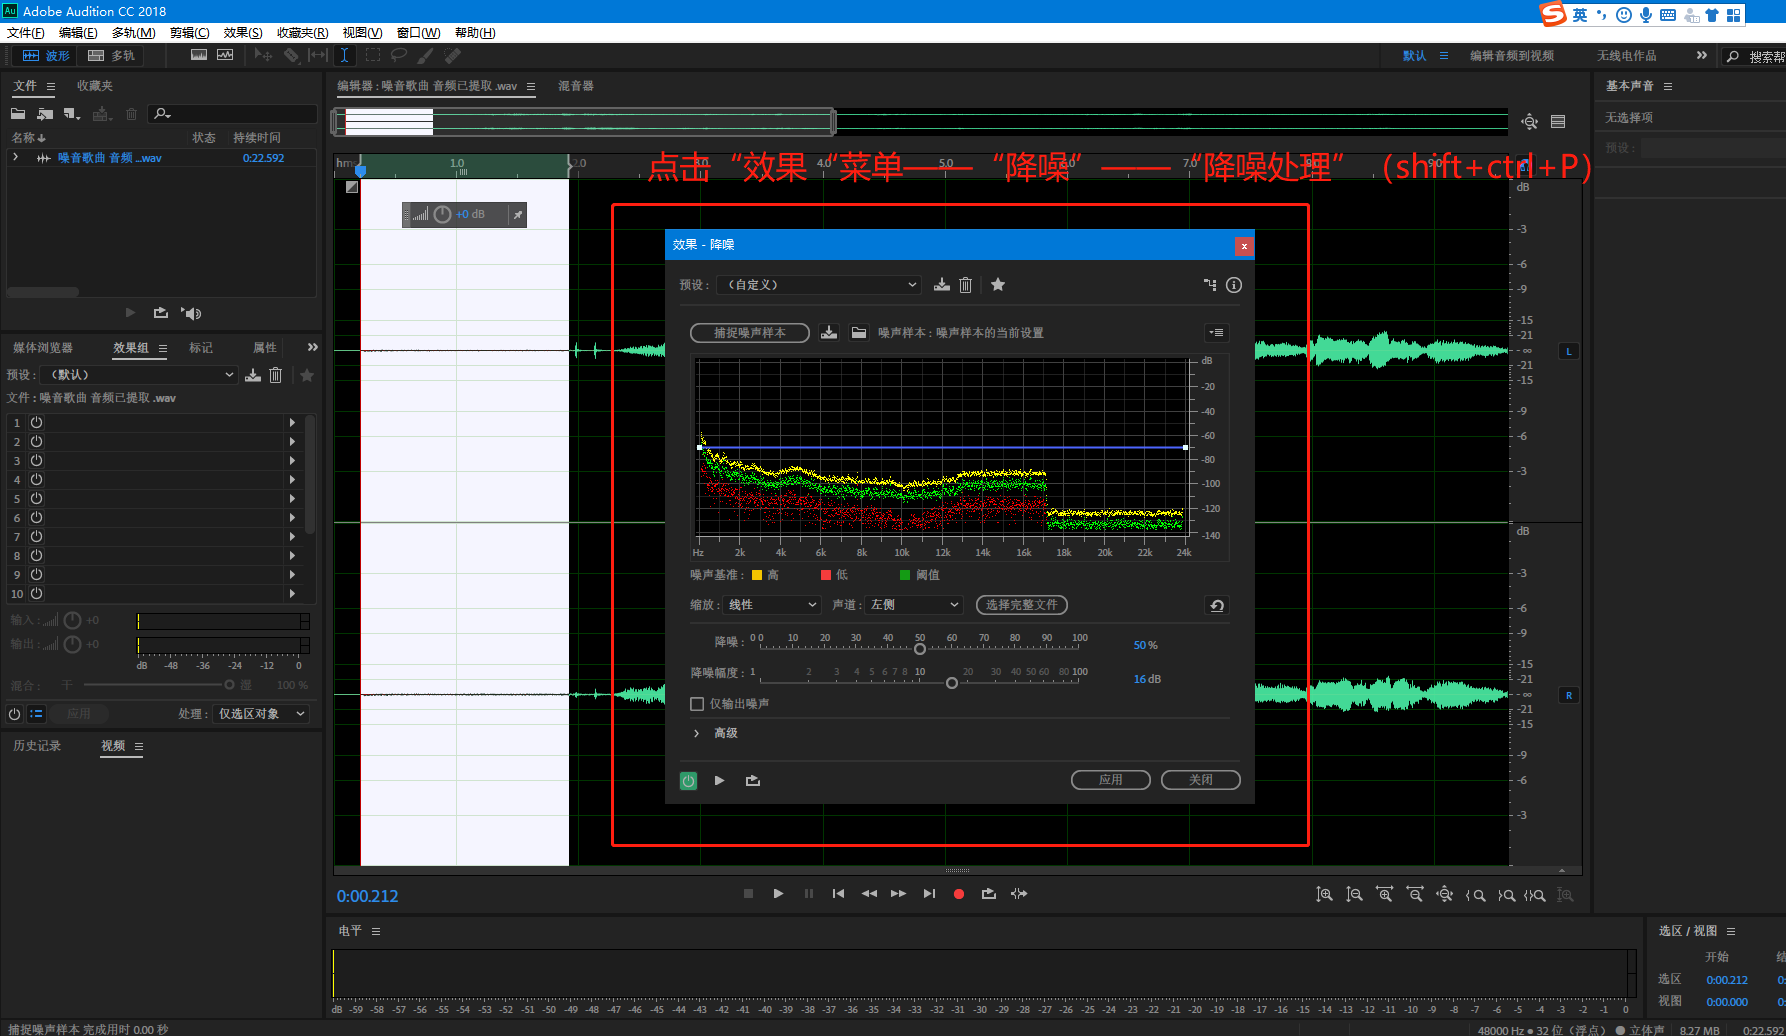 Au Adobe Audition CC 2018
英
文件(F) 编辑(E) 多轨(M) 剪辑(C) 效果(S) 收藏夹(R) 视图(V) 窗口(W) 帮助(H)
波形 多轨 默认 编辑音频到视频 无线电作品 搜索帮
文件 收藏夹
编辑器 : 噪音歌曲 音频已提取 .wav 混音器
基本声音
名称 状态 持续时间
噪音歌曲 音频 ...wav 0:22.592
无选择项
预设 :
hms 1.0 2.0 4.0 7.0
点击“效果“菜单——“降噪”——“降噪处理”（shift+ctrl+P）
+0 dB
效果 - 降噪
预设 : （自定义）
捕捉噪声样本 噪声样本 : 噪声样本的当前设置
dB
-20
-40
-60
-80
-100
-120
-140
Hz 2k 4k 6k 8k 10k 12k 14k 16k 18k 20k 22k 24k
噪声基准 : 高 低 阈值
缩放 : 线性 声道 : 左侧 选择完整文件
降噪 : 0 0 10 20 30 40 50 60 70 80 90 100 50 %
降噪幅度 : 1 2 3 4 5 6 7 8 10 20 30 40 50 60 80 100 16 dB
仅输出噪声
高级
应用 关闭
dB
-3
-6
-9
-15
-21
-∞
-21
-15
-9
-6
-3
L
dB
-3
-6
-9
-15
-21
-∞
-21
-15
-9
-6
-3
R
媒体浏览器 效果组 标记 属性
预设 : （默认）
文件 : 噪音歌曲 音频已提取 .wav
1
2
3
4
5
6
7
8
9
10
输入 : +0
输出 : +0
dB -48 -36 -24 -12 0
混合 : 干 湿 100 %
应用 处理 : 仅选区对象
历史记录 视频
0:00.212
电平
dB -59 -58 -57 -56 -55 -54 -53 -52 -51 -50 -49 -48 -47 -46 -45 -44 -43 -42 -41 -40 -39 -38 -37 -36 -35 -34 -33 -32 -31 -30 -29 -28 -27 -26 -25 -24 -23 -22 -21 -20 -19 -18 -17 -16 -15 -14 -13 -12 -11 -10 -9 -8 -7 -6 -5 -4 -3 -2 -1 0
选区 / 视图
开始
选区 0:00.212
视图 0:00.000
捕捉噪声样本 完成用时 0.00 秒
48000 Hz ● 32 位（浮点） ● 立体声 8.27 MB 0:22.592